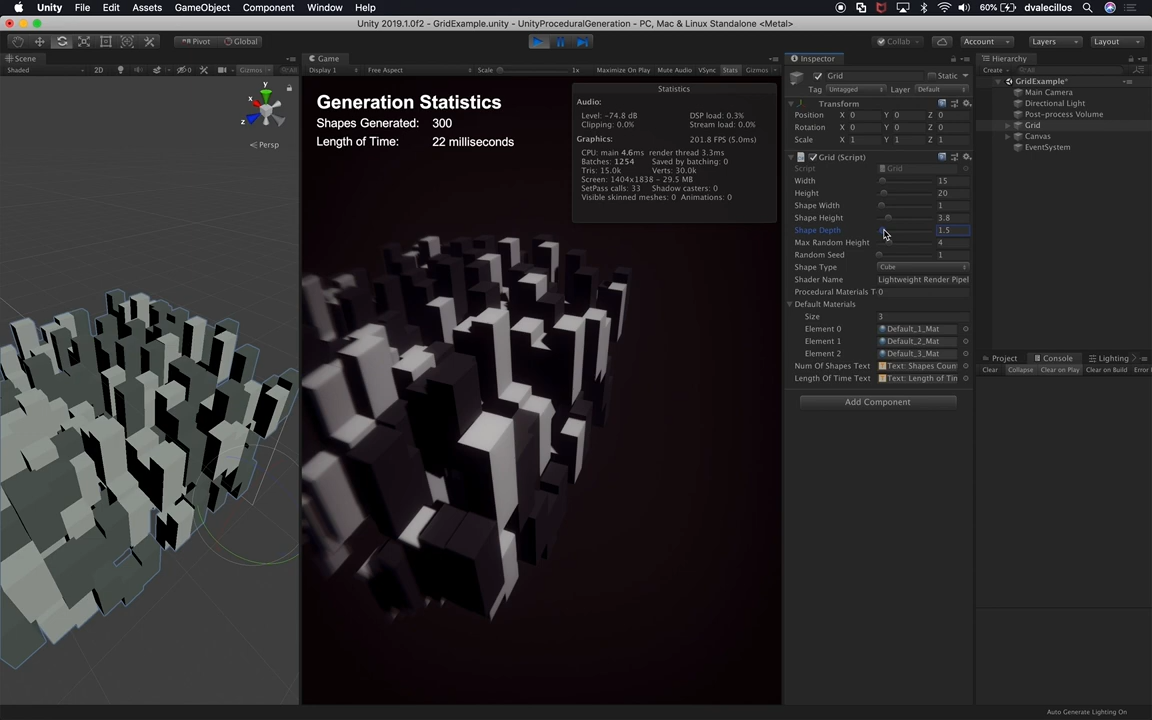 Unity File Edit Assets GameObject Component Window Help 60% dvalecillos
Unity 2019.1.0f2 - GridExample.unity - UnityProceduralGeneration - PC, Mac & Linux Standalone <Metal>
Pivot Global Collab Account Layers Layout
Scene
Shaded 2D Gizmos All
Game
Display 1 Free Aspect Scale 1x Maximize On Play Mute Audio VSync Stats Gizmos
y
x
z
Persp
Generation Statistics
Shapes Generated: 300
Length of Time: 22 milliseconds
Statistics
Audio:
Level: -74.8 dB DSP load: 0.3%
Clipping: 0.0% Stream load: 0.0%
Graphics: 201.8 FPS (5.0ms)
CPU: main 4.6ms render thread 3.3ms
Batches: 1254 Saved by batching: 0
Tris: 15.0k Verts: 30.0k
Screen: 1404x1838 - 29.5 MB
SetPass calls: 33 Shadow casters: 0
Visible skinned meshes: 0 Animations: 0
Inspector
Grid Static
Tag Untagged Layer Default
Transform
Position X 0 Y 0 Z 0
Rotation X 0 Y 0 Z 0
Scale X 1 Y 1 Z 1
Grid (Script)
Script Grid
Width 15
Height 20
Shape Width 1
Shape Height 3.8
Shape Depth 1.5
Max Random Height 4
Random Seed 1
Shape Type Cube
Shader Name Lightweight Render Pipel
Procedural Materials T 0
Default Materials
Size 3
Element 0 Default_1_Mat
Element 1 Default_2_Mat
Element 2 Default_3_Mat
Num Of Shapes Text Text: Shapes Coun
Length Of Time Text Text: Length of Tim
Add Component
Hierarchy
Create All
GridExample*
Main Camera
Directional Light
Post-process Volume
Grid
Canvas
EventSystem
Project Console Lighting
Clear Collapse Clear on Play Clear on Build Error
Auto Generate Lighting On